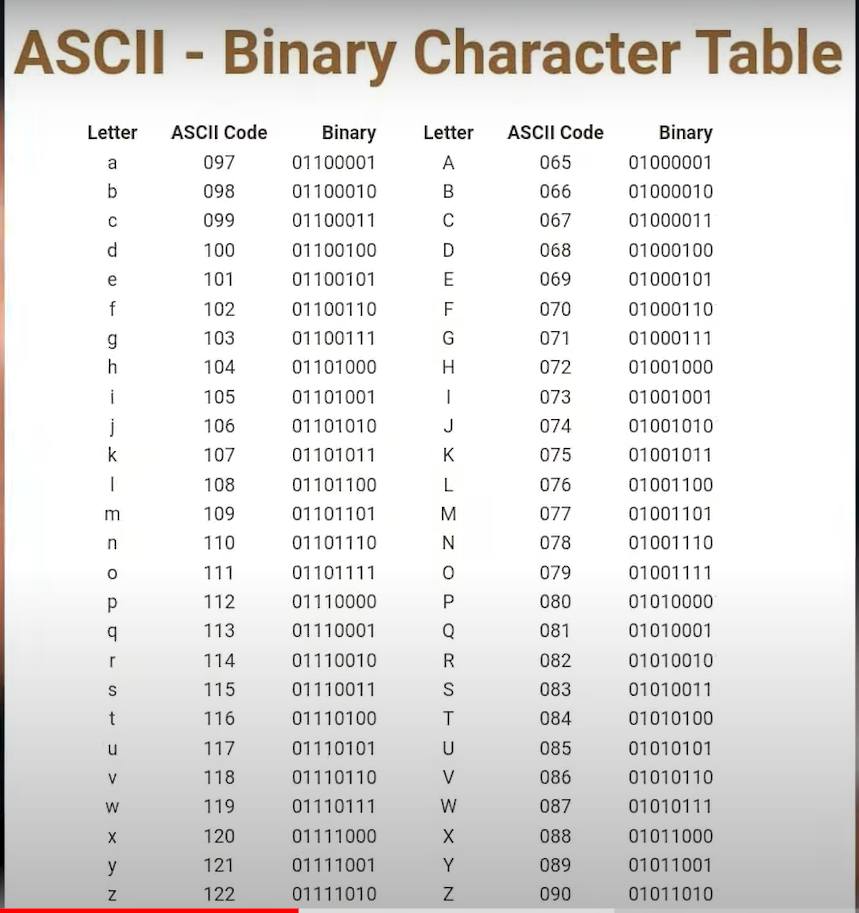 ASCII - Binary Character Table
Letter ASCII Code Binary Letter ASCII Code Binary
a 097 01100001 A 065 01000001
b 098 01100010 B 066 01000010
c 099 01100011 C 067 01000011
d 100 01100100 D 068 01000100
e 101 01100101 E 069 01000101
f 102 01100110 F 070 01000110
g 103 01100111 G 071 01000111
h 104 01101000 H 072 01001000
i 105 01101001 I 073 01001001
j 106 01101010 J 074 01001010
k 107 01101011 K 075 01001011
l 108 01101100 L 076 01001100
m 109 01101101 M 077 01001101
n 110 01101110 N 078 01001110
o 111 01101111 O 079 01001111
p 112 01110000 P 080 01010000
q 113 01110001 Q 081 01010001
r 114 01110010 R 082 01010010
s 115 01110011 S 083 01010011
t 116 01110100 T 084 01010100
u 117 01110101 U 085 01010101
v 118 01110110 V 086 01010110
w 119 01110111 W 087 01010111
x 120 01111000 X 088 01011000
y 121 01111001 Y 089 01011001
z 122 01111010 Z 090 01011010